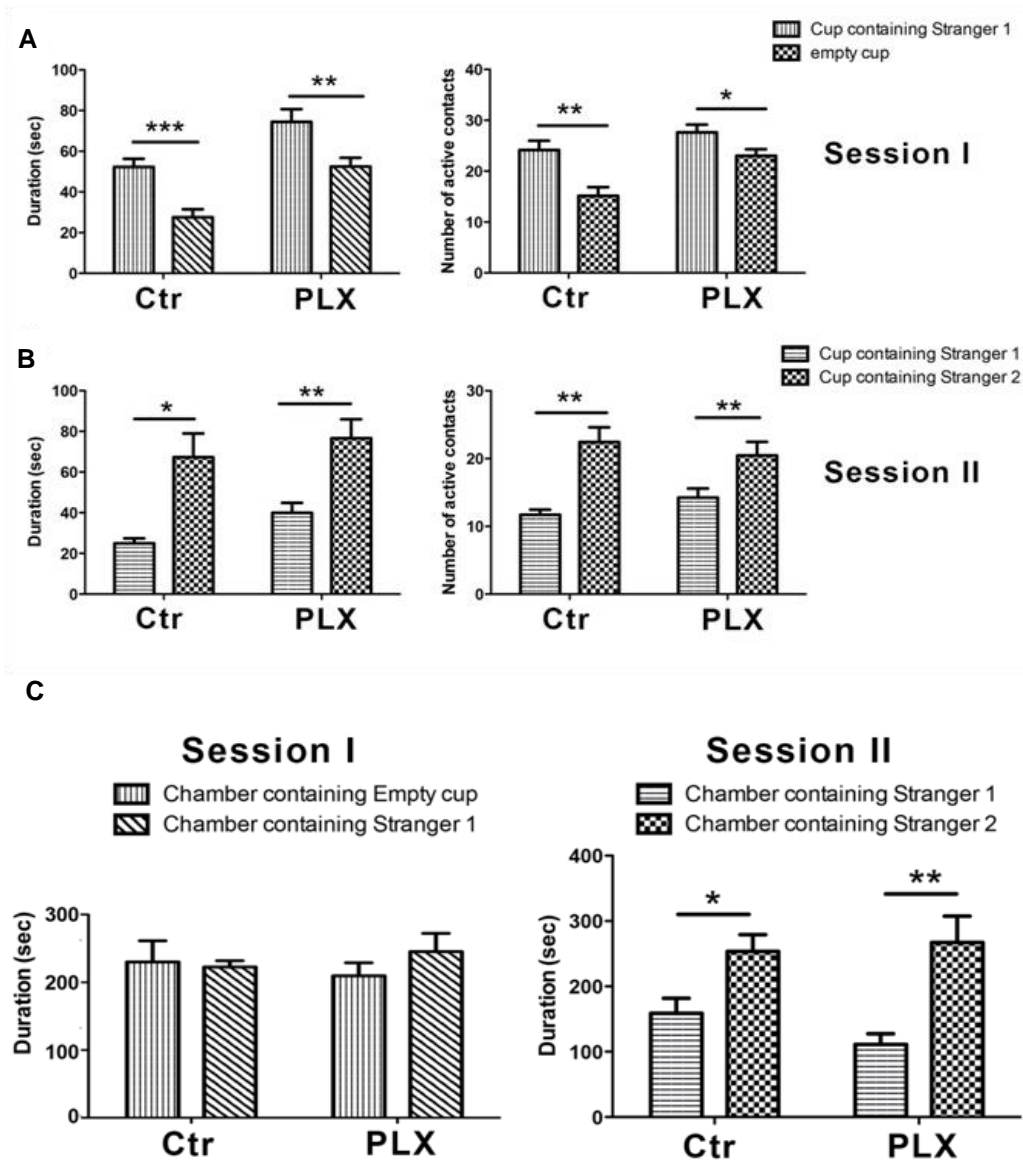 A
Cup containing Stranger 1
empty cup
Duration (sec)
100
80
60
40
20
0
***
**
Ctr
PLX
Number of active contacts
40
30
20
10
0
**
*
Ctr
PLX
Session I
B
Cup containing Stranger 1
Cup containing Stranger 2
Duration (sec)
100
80
60
40
20
0
*
**
Ctr
PLX
Number of active contacts
30
20
10
0
**
**
Ctr
PLX
Session II
C
Session I
Chamber containing Empty cup
Chamber containing Stranger 1
Duration (sec)
300
200
100
0
Ctr
PLX
Session II
Chamber containing Stranger 1
Chamber containing Stranger 2
Duration (sec)
400
300
200
100
0
*
**
Ctr
PLX